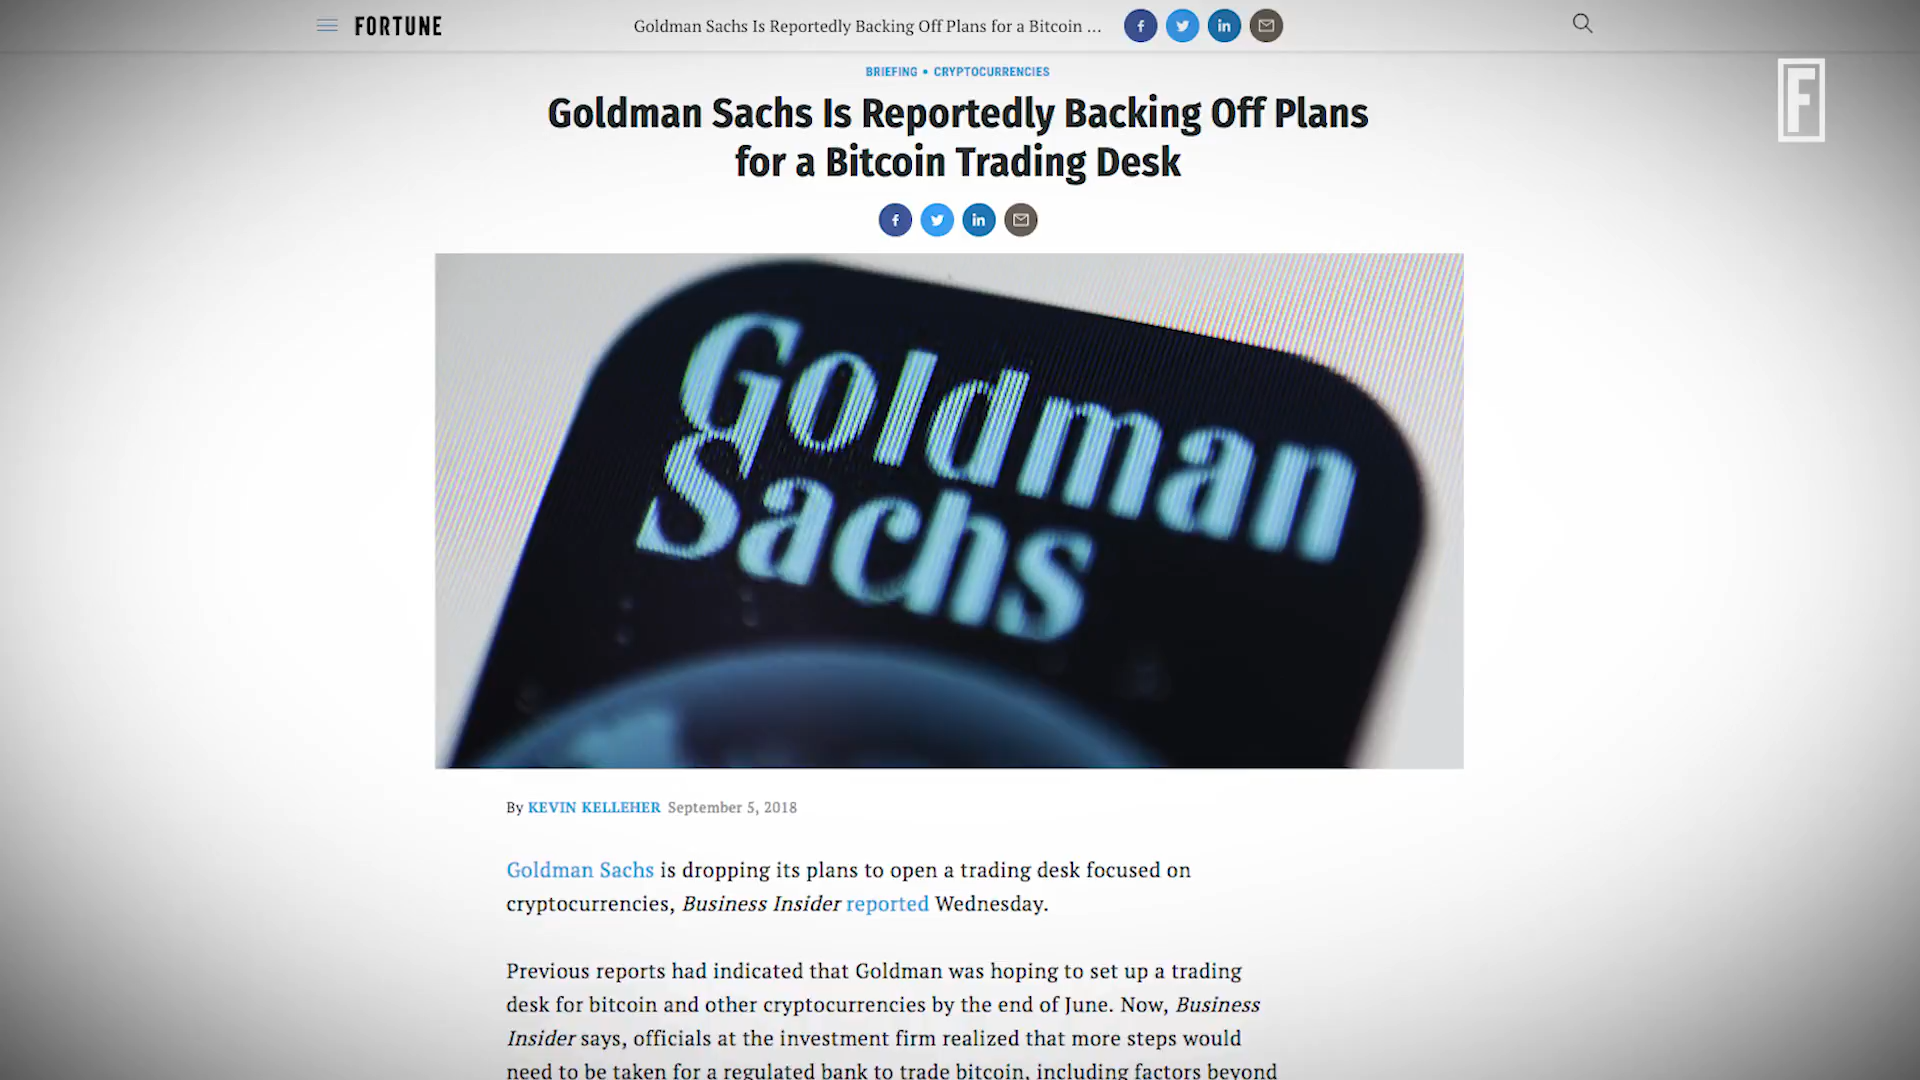 FORTUNE
Goldman Sachs Is Reportedly Backing Off Plans for a Bitcoin ...
F
BRIEFING • CRYPTOCURRENCIES
Goldman Sachs Is Reportedly Backing Off Plans
for a Bitcoin Trading Desk
Goldman
Sachs
By KEVIN KELLEHER September 5, 2018
Goldman Sachs is dropping its plans to open a trading desk focused on
cryptocurrencies, Business Insider reported Wednesday.
Previous reports had indicated that Goldman was hoping to set up a trading
desk for bitcoin and other cryptocurrencies by the end of June. Now, Business
Insider says, officials at the investment firm realized that more steps would
need to be taken for a regulated bank to trade bitcoin, including factors beyond